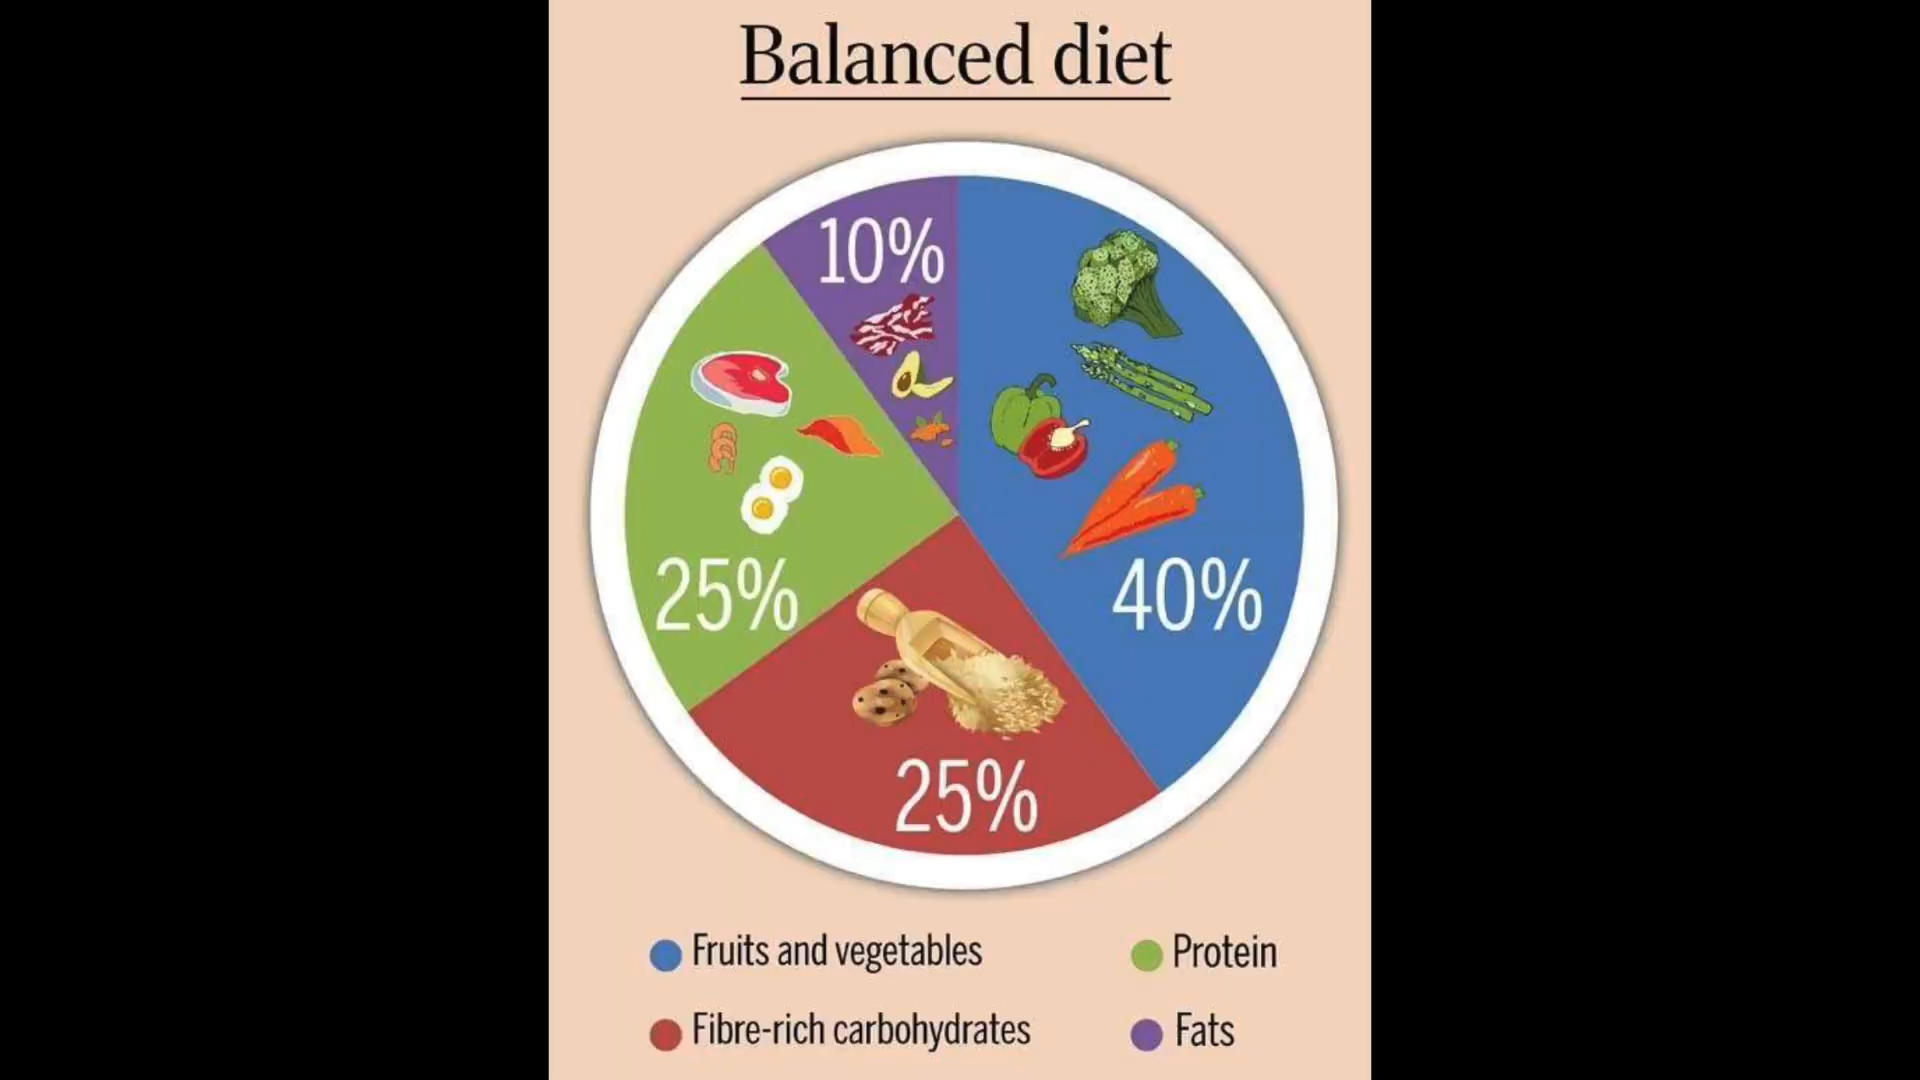 Balanced diet
10%
25%
40%
25%
Fruits and vegetables
Protein
Fibre-rich carbohydrates
Fats